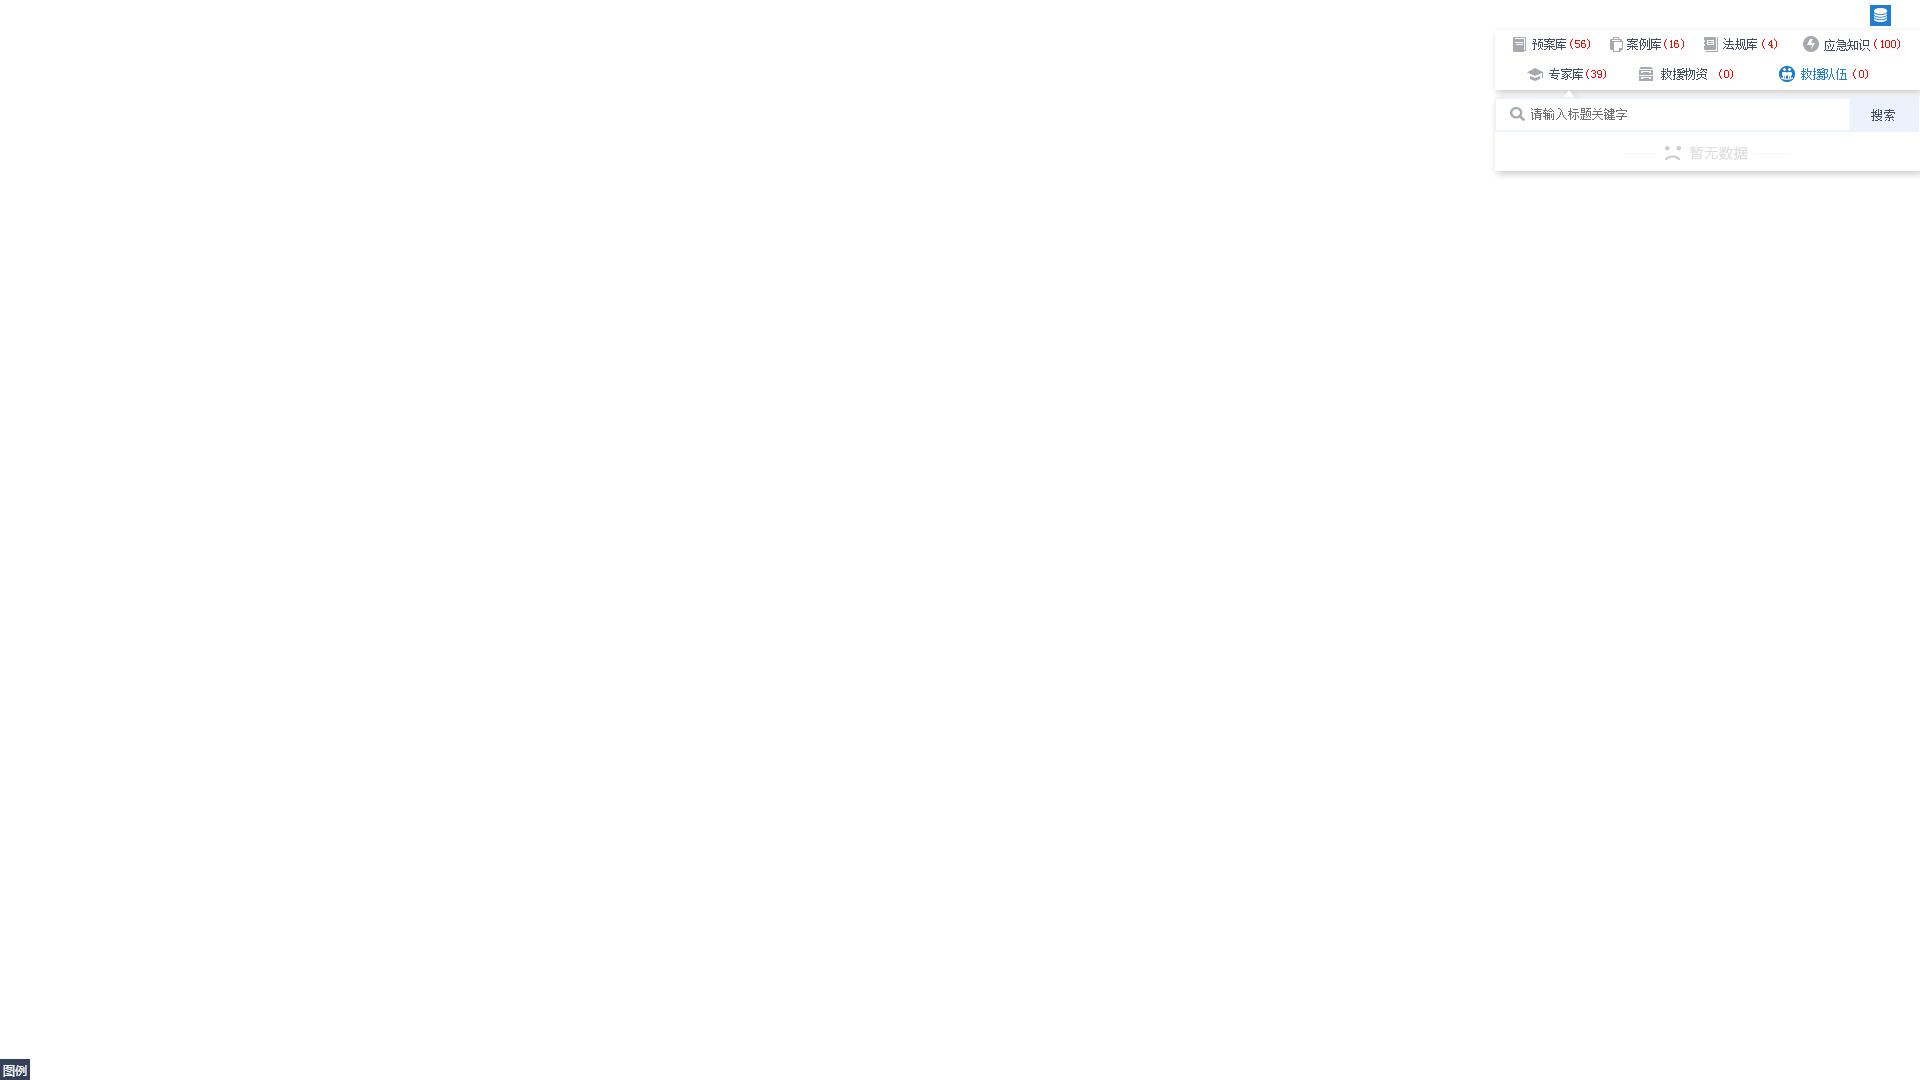 预案库(56) 案例库(16) 法规库(4) 应急知识(100)
专家库(39) 救援物资 (0) 救援队伍(0)
请输入标题关键字 搜索
暂无数据
图例